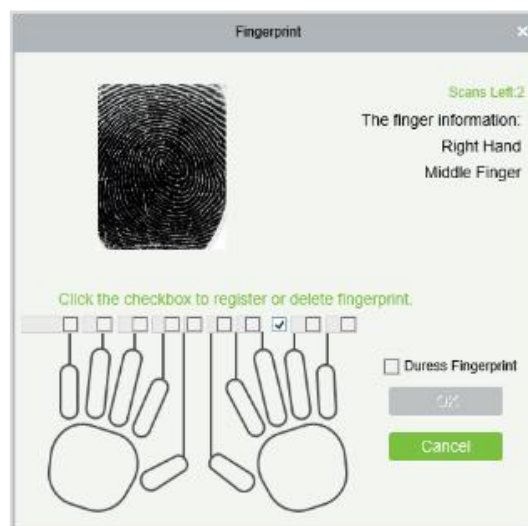 Fingerprint
Scans Left:2
The finger information:
Right Hand
Middle Finger
Click the checkbox to register or delete fingerprint.
Duress Fingerprint
OK
Cancel